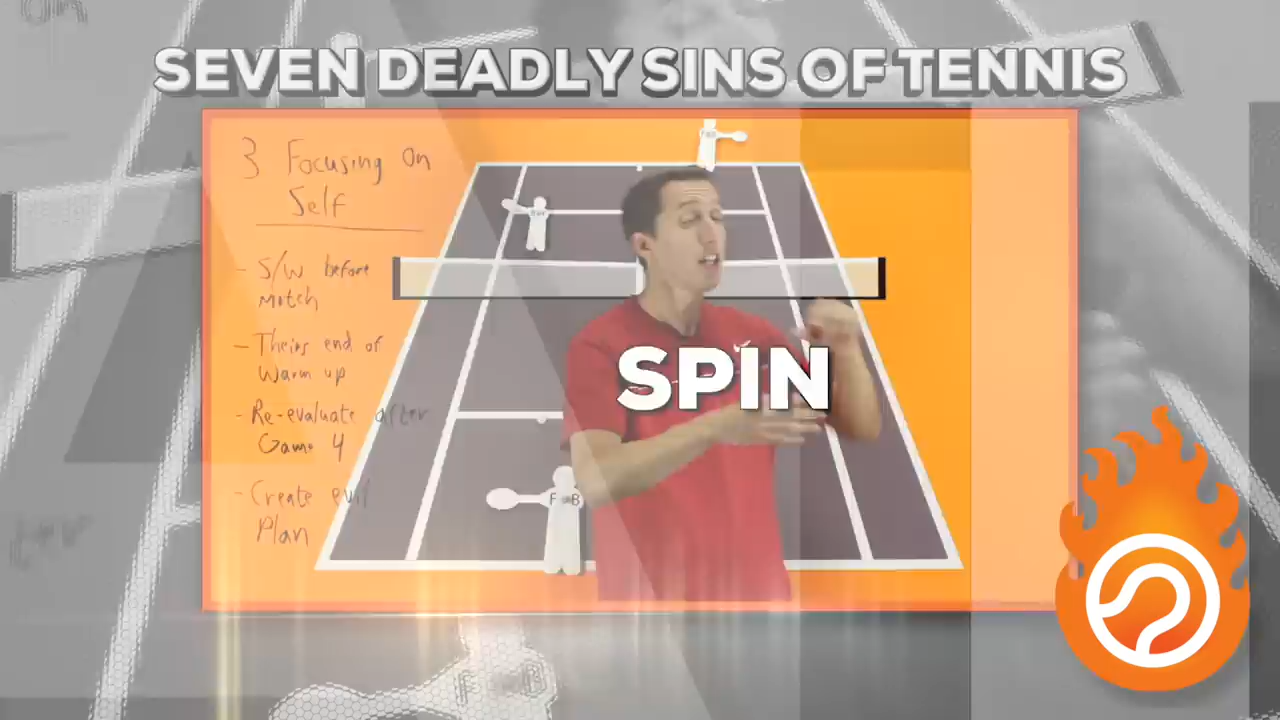 SEVEN DEADLY SINS OF TENNIS
3 Focusing On
Self
- S/W before
Match
- Theirs end of
Warm up
- Re-evaluate after
Game 4
- Create evil
Plan
SPIN
F B